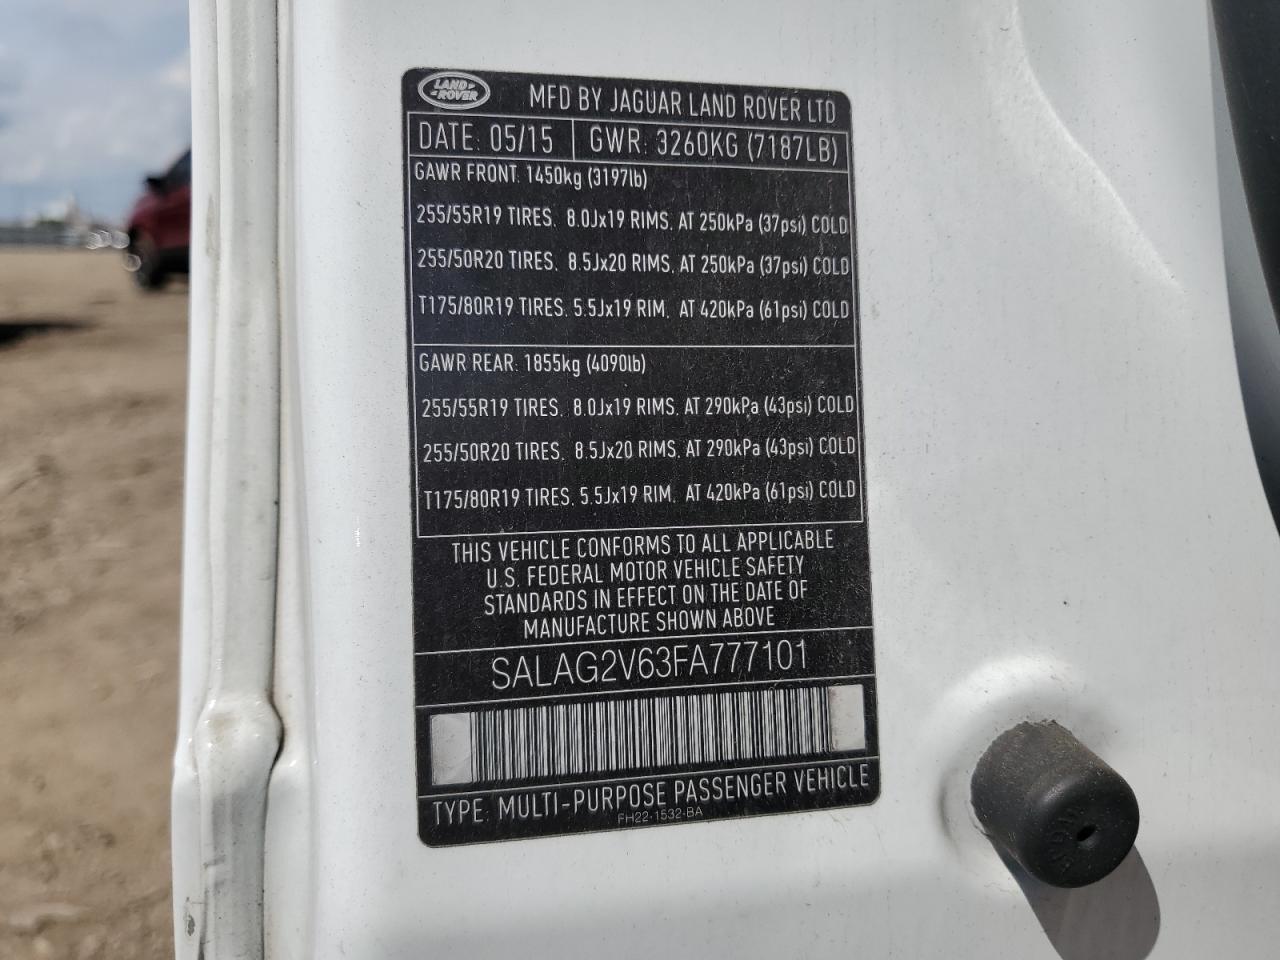 LAND ROVER
MFD BY JAGUAR LAND ROVER LTD
DATE: 05/15 GWR: 3260KG (7187LB)
GAWR FRONT: 1450kg (3197lb)
255/55R19 TIRES, 8.0Jx19 RIMS, AT 250kPa (37psi) COLD
255/50R20 TIRES, 8.5Jx20 RIMS, AT 250kPa (37psi) COLD
T175/80R19 TIRES, 5.5Jx19 RIM, AT 420kPa (61psi) COLD
GAWR REAR: 1855kg (4090lb)
255/55R19 TIRES, 8.0Jx19 RIMS, AT 290kPa (43psi) COLD
255/50R20 TIRES, 8.5Jx20 RIMS, AT 290kPa (43psi) COLD
T175/80R19 TIRES, 5.5Jx19 RIM, AT 420kPa (61psi) COLD
THIS VEHICLE CONFORMS TO ALL APPLICABLE
U.S. FEDERAL MOTOR VEHICLE SAFETY
STANDARDS IN EFFECT ON THE DATE OF
MANUFACTURE SHOWN ABOVE
SALAG2V63FA777101
TYPE: MULTI-PURPOSE PASSENGER VEHICLE
FH22-1532-BA